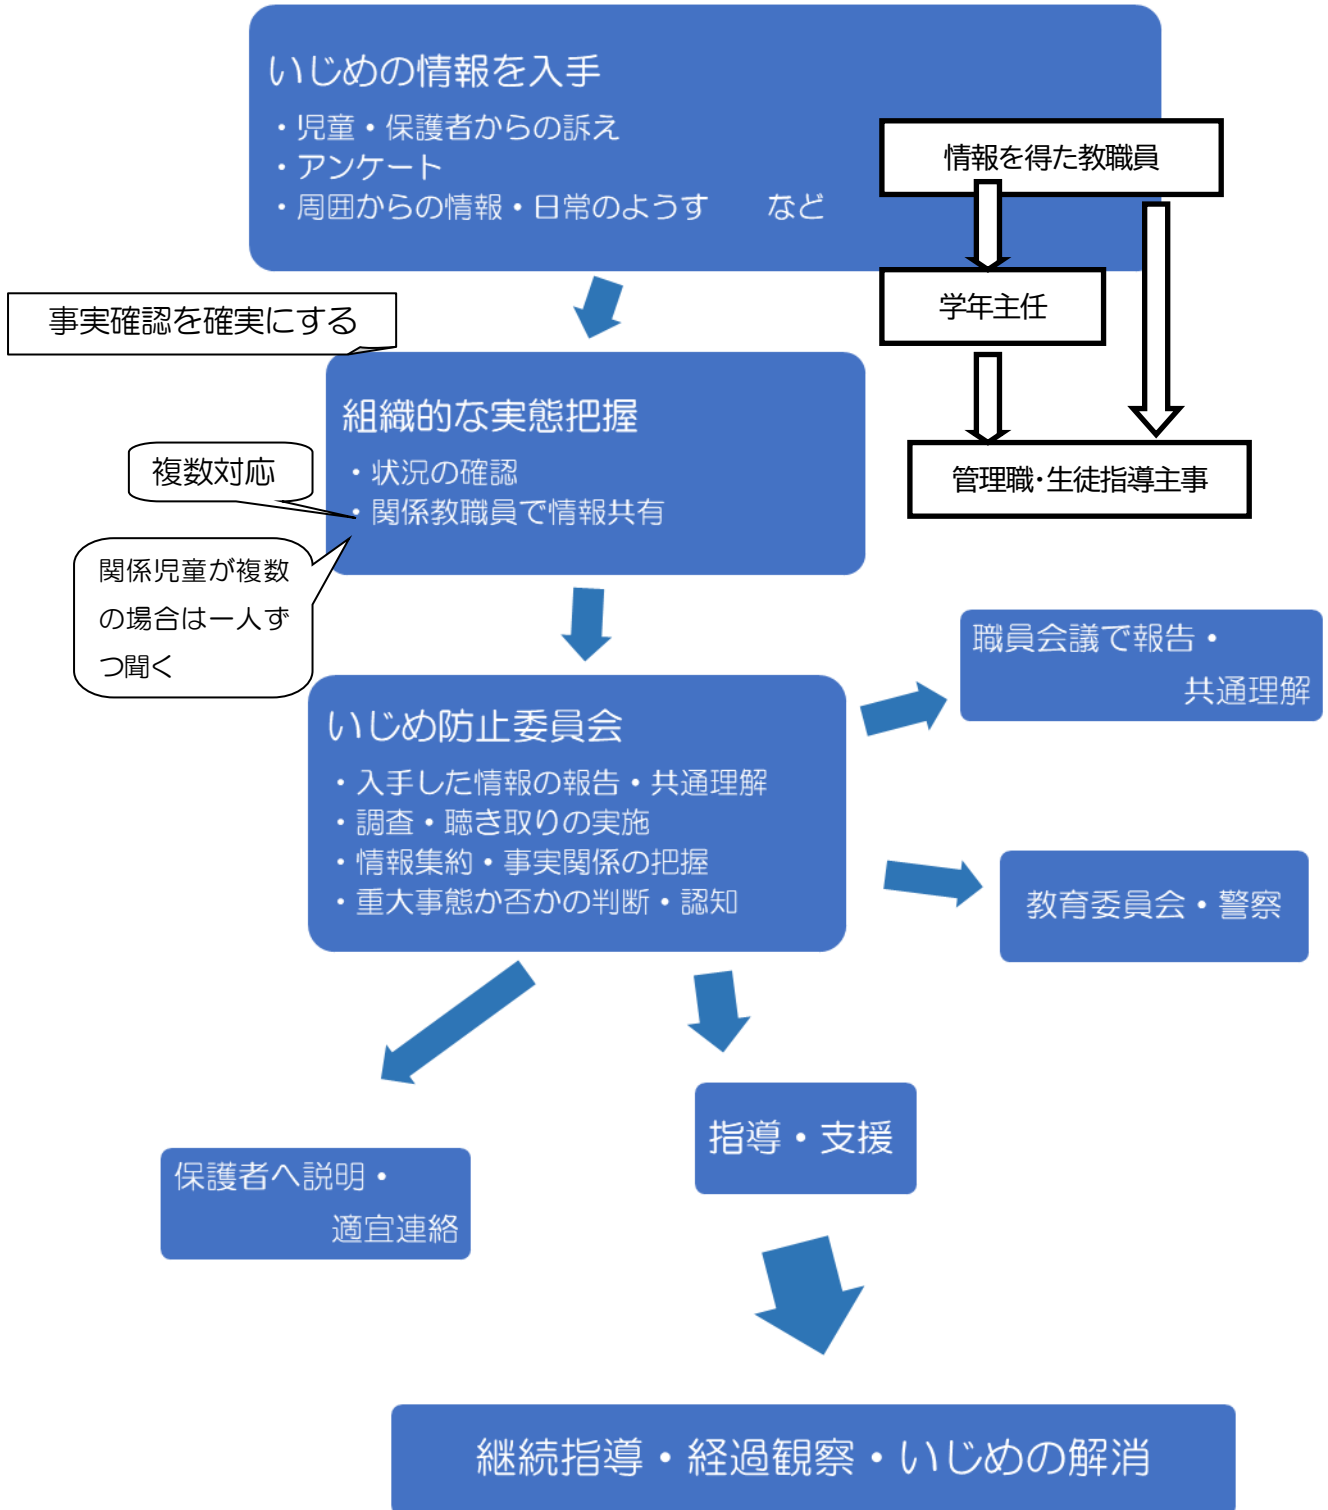 いじめの情報を入手
・児童・保護者からの訴え
・アンケート
・周囲からの情報・日常のようす　　など
情報を得た教職員
学年主任
管理職・生徒指導主事
事実確認を確実にする
組織的な実態把握
・状況の確認
・関係教職員で情報共有
複数対応
関係児童が複数
の場合は一人ず
つ聞く
いじめ防止委員会
・入手した情報の報告・共通理解
・調査・聴き取りの実施
・情報集約・事実関係の把握
・重大事態か否かの判断・認知
職員会議で報告・
共通理解
教育委員会・警察
保護者へ説明・
適宜連絡
指導・支援
継続指導・経過観察・いじめの解消